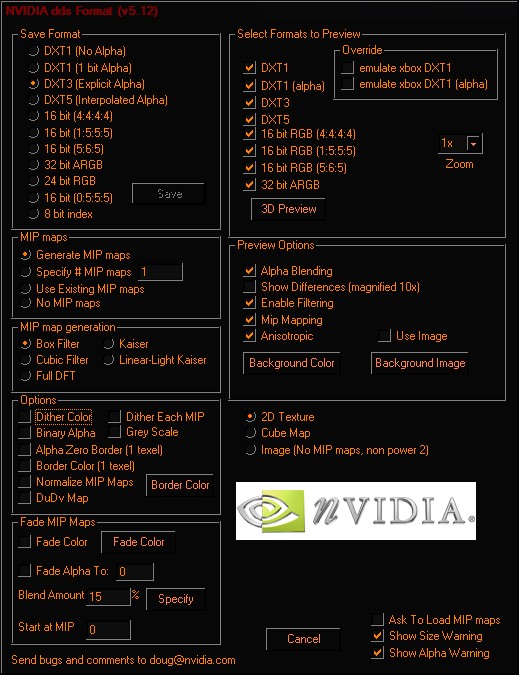 NVIDIA dds Format (v5.12)
Save Format
DXT1 (No Alpha)
DXT1 (1 bit Alpha)
DXT3 (Explicit Alpha)
DXT5 (Interpolated Alpha)
16 bit (4:4:4:4)
16 bit (1:5:5:5)
16 bit (5:6:5)
32 bit ARGB
24 bit RGB
16 bit (0:5:5:5)
8 bit index
Save
MIP maps
Generate MIP maps
Specify # MIP maps 1
Use Existing MIP maps
No MIP maps
MIP map generation
Box Filter Kaiser
Cubic Filter Linear-Light Kaiser
Full DFT
Options
Dither Color Dither Each MIP
Binary Alpha Grey Scale
Alpha Zero Border (1 texel)
Border Color (1 texel)
Normalize MIP Maps
DuDv Map
Border Color
Fade MIP Maps
Fade Color Fade Color
Fade Alpha To: 0
Blend Amount 15 % Specify
Start at MIP 0
Send bugs and comments to doug@nvidia.com
Select Formats to Preview
DXT1
DXT1 (alpha)
DXT3
DXT5
16 bit RGB (4:4:4:4)
16 bit RGB (1:5:5:5)
16 bit RGB (5:6:5)
32 bit ARGB
3D Preview
Override
emulate xbox DXT1
emulate xbox DXT1 (alpha)
1x
Zoom
Preview Options
Alpha Blending
Show Differences (magnified 10x)
Enable Filtering
Mip Mapping
Anisotropic Use Image
Background Color Background Image
2D Texture
Cube Map
Image (No MIP maps, non power 2)
nVIDIA®
Cancel
Ask To Load MIP maps
Show Size Warning
Show Alpha Warning